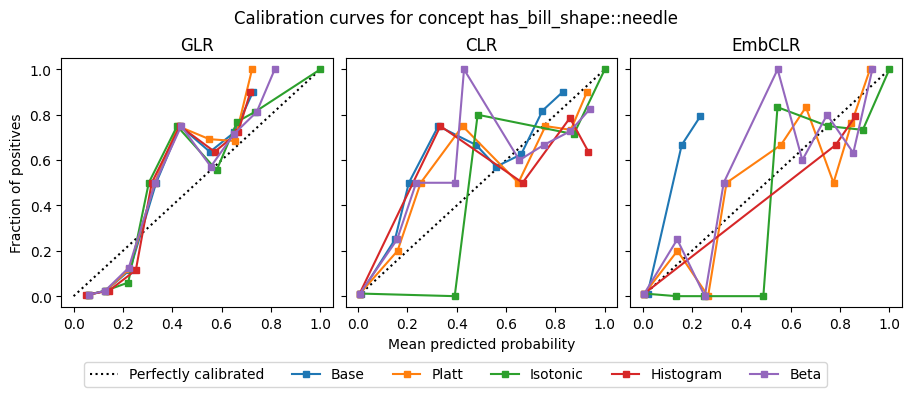 Calibration curves for concept has_bill_shape::needle
GLR
CLR
EmbCLR
Fraction of positives
1.0
0.8
0.6
0.4
0.2
0.0
0.0 0.2 0.4 0.6 0.8 1.0
0.0 0.2 0.4 0.6 0.8 1.0
0.0 0.2 0.4 0.6 0.8 1.0
Mean predicted probability
Perfectly calibrated Base Platt Isotonic Histogram Beta